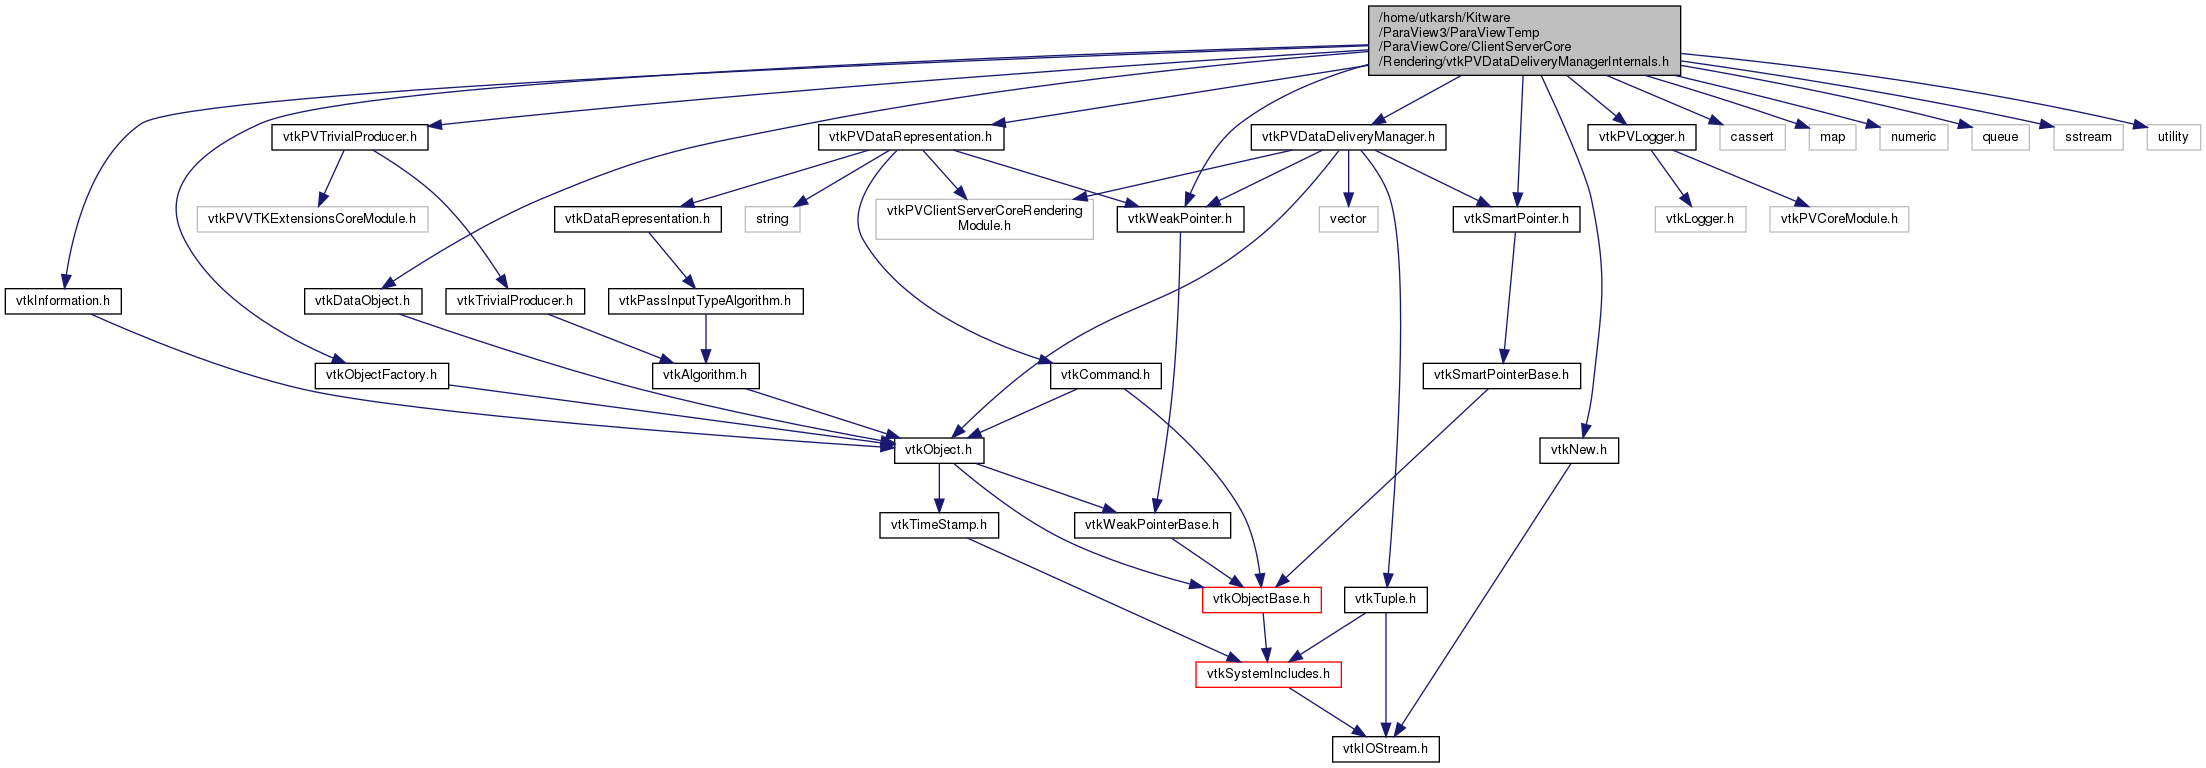 /home/utkarsh/Kitware
/ParaView3/ParaViewTemp
/ParaViewCore/ClientServerCore
/Rendering/vtkPVDataDeliveryManagerInternals.h
vtkPVTrivialProducer.h
vtkPVDataRepresentation.h
vtkPVDataDeliveryManager.h
vtkPVLogger.h
cassert
map
numeric
queue
sstream
utility
vtkPVVTKExtensionsCoreModule.h
vtkDataRepresentation.h
string
vtkPVClientServerCoreRendering
Module.h
vtkWeakPointer.h
vector
vtkSmartPointer.h
vtkLogger.h
vtkPVCoreModule.h
vtkInformation.h
vtkDataObject.h
vtkTrivialProducer.h
vtkPassInputTypeAlgorithm.h
vtkObjectFactory.h
vtkAlgorithm.h
vtkCommand.h
vtkSmartPointerBase.h
vtkObject.h
vtkNew.h
vtkTimeStamp.h
vtkWeakPointerBase.h
vtkObjectBase.h
vtkTuple.h
vtkSystemIncludes.h
vtkIOStream.h